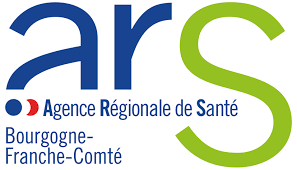 ars
Agence Régionale de Santé
Bourgogne-
Franche-Comté